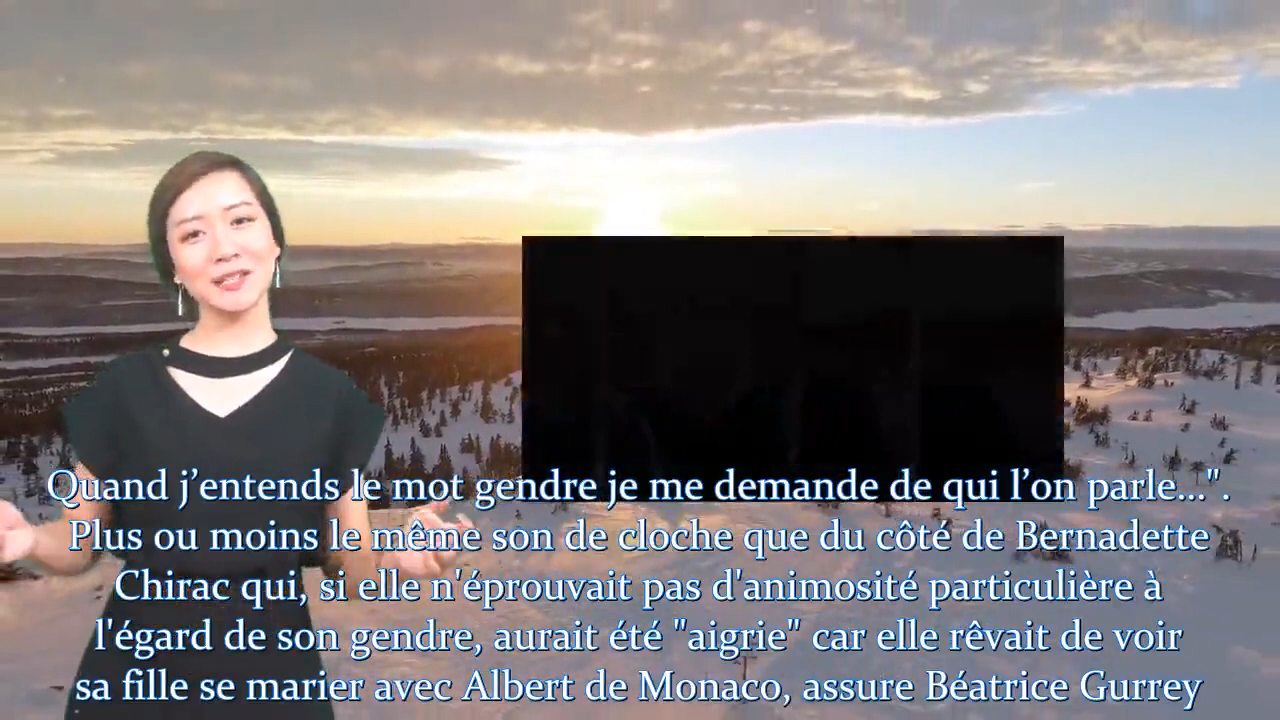 Quand j’entends le mot gendre je me demande de qui l’on parle...".
Plus ou moins le même son de cloche que du côté de Bernadette
Chirac qui, si elle n'éprouvait pas d'animosité particulière à
l'égard de son gendre, aurait été "aigrie" car elle rêvait de voir
sa fille se marier avec Albert de Monaco, assure Béatrice Gurrey